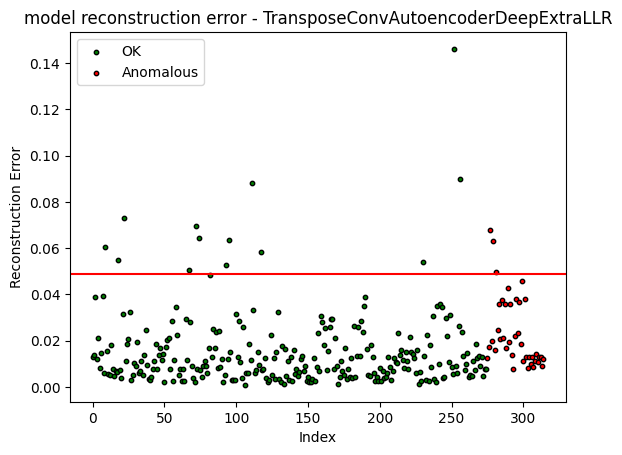 model reconstruction error - TransposeConvAutoencoderDeepExtraLLR
OK
Anomalous
0.14
0.12
0.10
0.08
0.06
0.04
0.02
0.00
Reconstruction Error
0 50 100 150 200 250 300
Index